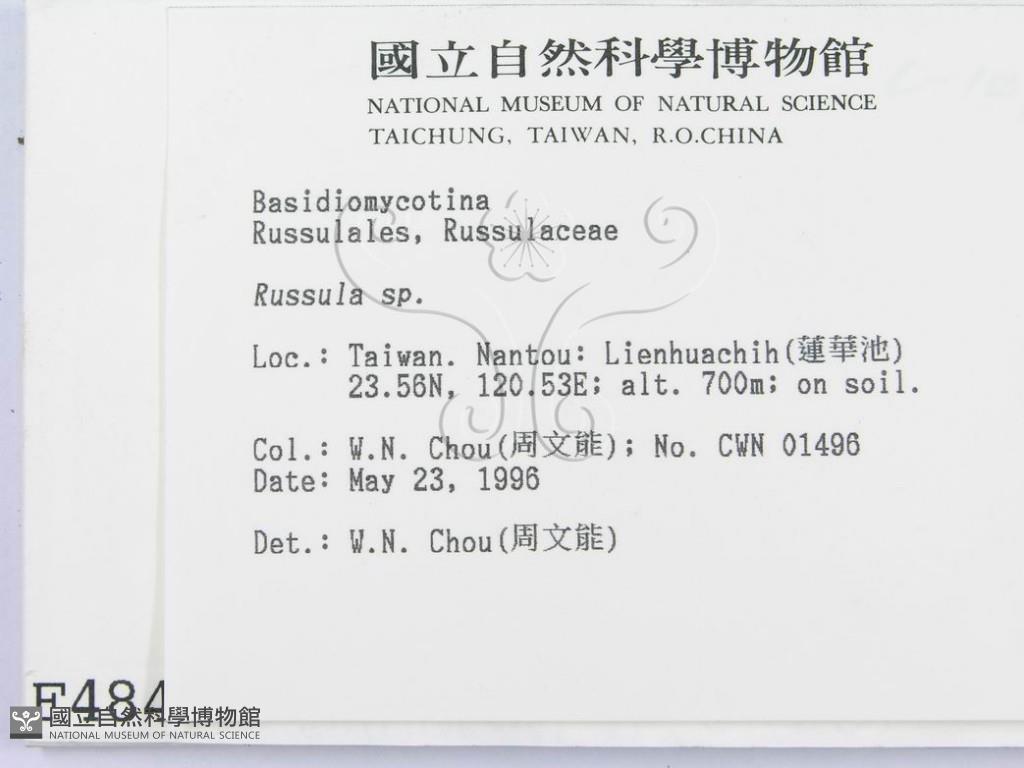 國立自然科學博物館
NATIONAL MUSEUM OF NATURAL SCIENCE
TAICHUNG, TAIWAN, R.O.CHINA
Basidiomycotina
Russulales, Russulaceae
Russula sp.
Loc.: Taiwan. Nantou: Lienhuachih(蓮華池)
23.56N, 120.53E; alt. 700m; on soil.
Col.: W.N. Chou(周文能); No. CWN 01496
Date: May 23, 1996
Det.: W.N. Chou(周文能)
F484
國立自然科學博物館
NATIONAL MUSEUM OF NATURAL SCIENCE